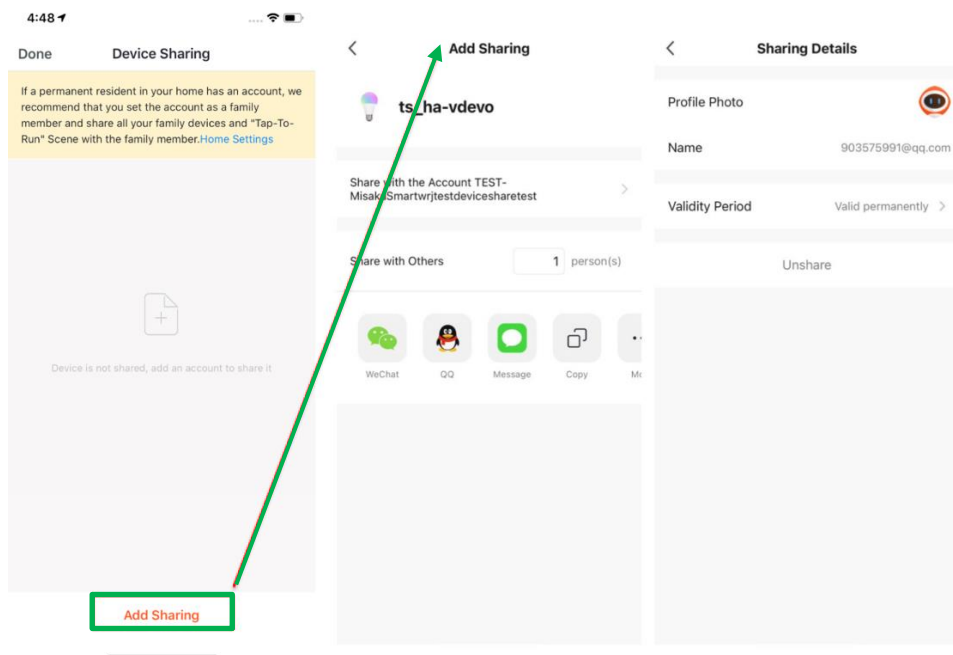 4:48
Done Device Sharing
If a permanent resident in your home has an account, we
recommend that you set the account as a family
member and share all your family devices and "Tap-To-
Run" Scene with the family member.Home Settings
Device is not shared, add an account to share it
Add Sharing
Add Sharing
ts_ha-vdevo
Share with the Account TEST-
MisakaSmartwrjtestdevicesharetest
Share with Others 1 person(s)
WeChat QQ Message Copy
Sharing Details
Profile Photo
Name 903575991@qq.com
Validity Period Valid permanently
Unshare